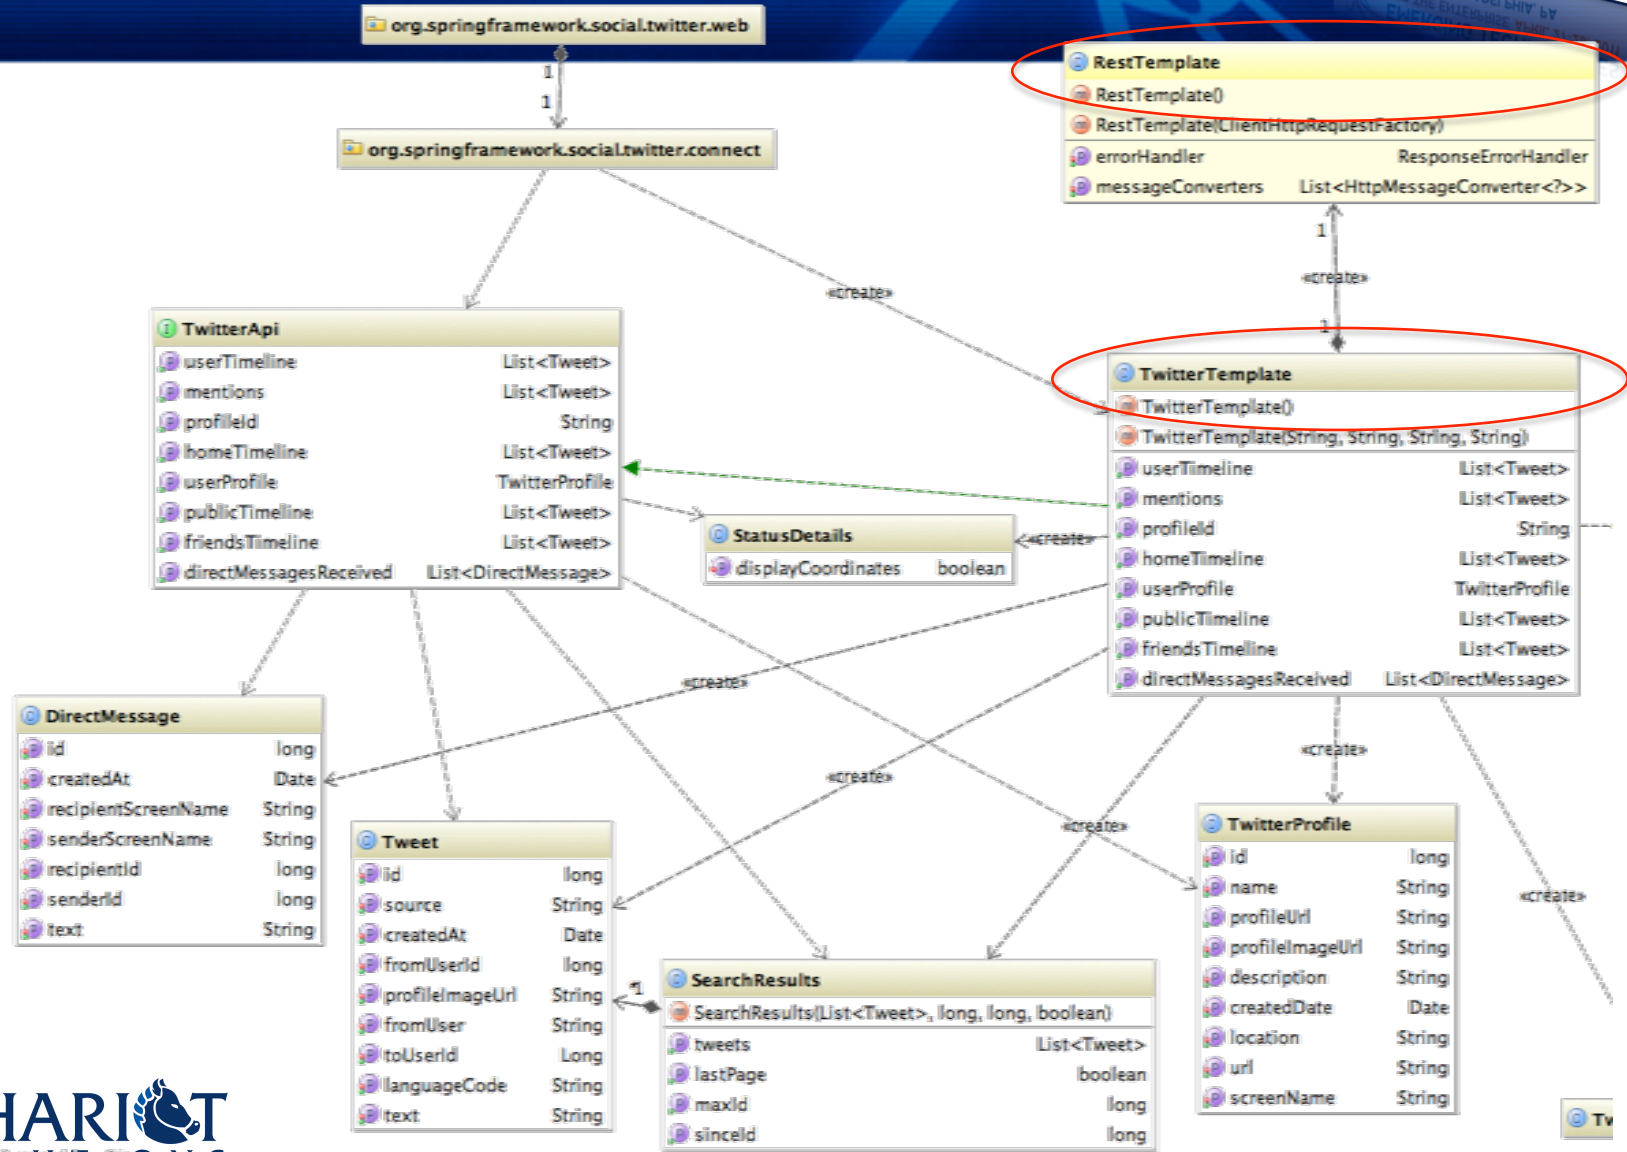 org.springframework.social.twitter.web
1
1
org.springframework.social.twitter.connect
RestTemplate
RestTemplate()
RestTemplate(ClientHttpRequestFactory)
errorHandler ResponseErrorHandler
messageConverters List<HttpMessageConverter<?>>
1
«create»
1
«create»
TwitterApi
userTimeline List<Tweet>
mentions List<Tweet>
profileId String
homeTimeline List<Tweet>
userProfile TwitterProfile
publicTimeline List<Tweet>
friendsTimeline List<Tweet>
directMessagesReceived List<DirectMessage>
TwitterTemplate
TwitterTemplate()
TwitterTemplate(String, String, String, String)
userTimeline List<Tweet>
mentions List<Tweet>
profileId String
homeTimeline List<Tweet>
userProfile TwitterProfile
publicTimeline List<Tweet>
friendsTimeline List<Tweet>
directMessagesReceived List<DirectMessage>
StatusDetails
displayCoordinates boolean
«create»
«create»
«create»
«create»
«create»
«create»
DirectMessage
id long
createdAt Date
recipientScreenName String
senderScreenName String
recipientId long
senderId long
text String
Tweet
id long
source String
createdAt Date
fromUserId long
profileImageUrl String
fromUser String
toUserId Long
languageCode String
text String
*1
SearchResults
SearchResults(List<Tweet>, long, long, boolean)
tweets List<Tweet>
lastPage boolean
maxId long
sinceId long
TwitterProfile
id long
name String
profileUrl String
profileImageUrl String
description String
createdDate Date
location String
url String
screenName String
Tw
HARIOT